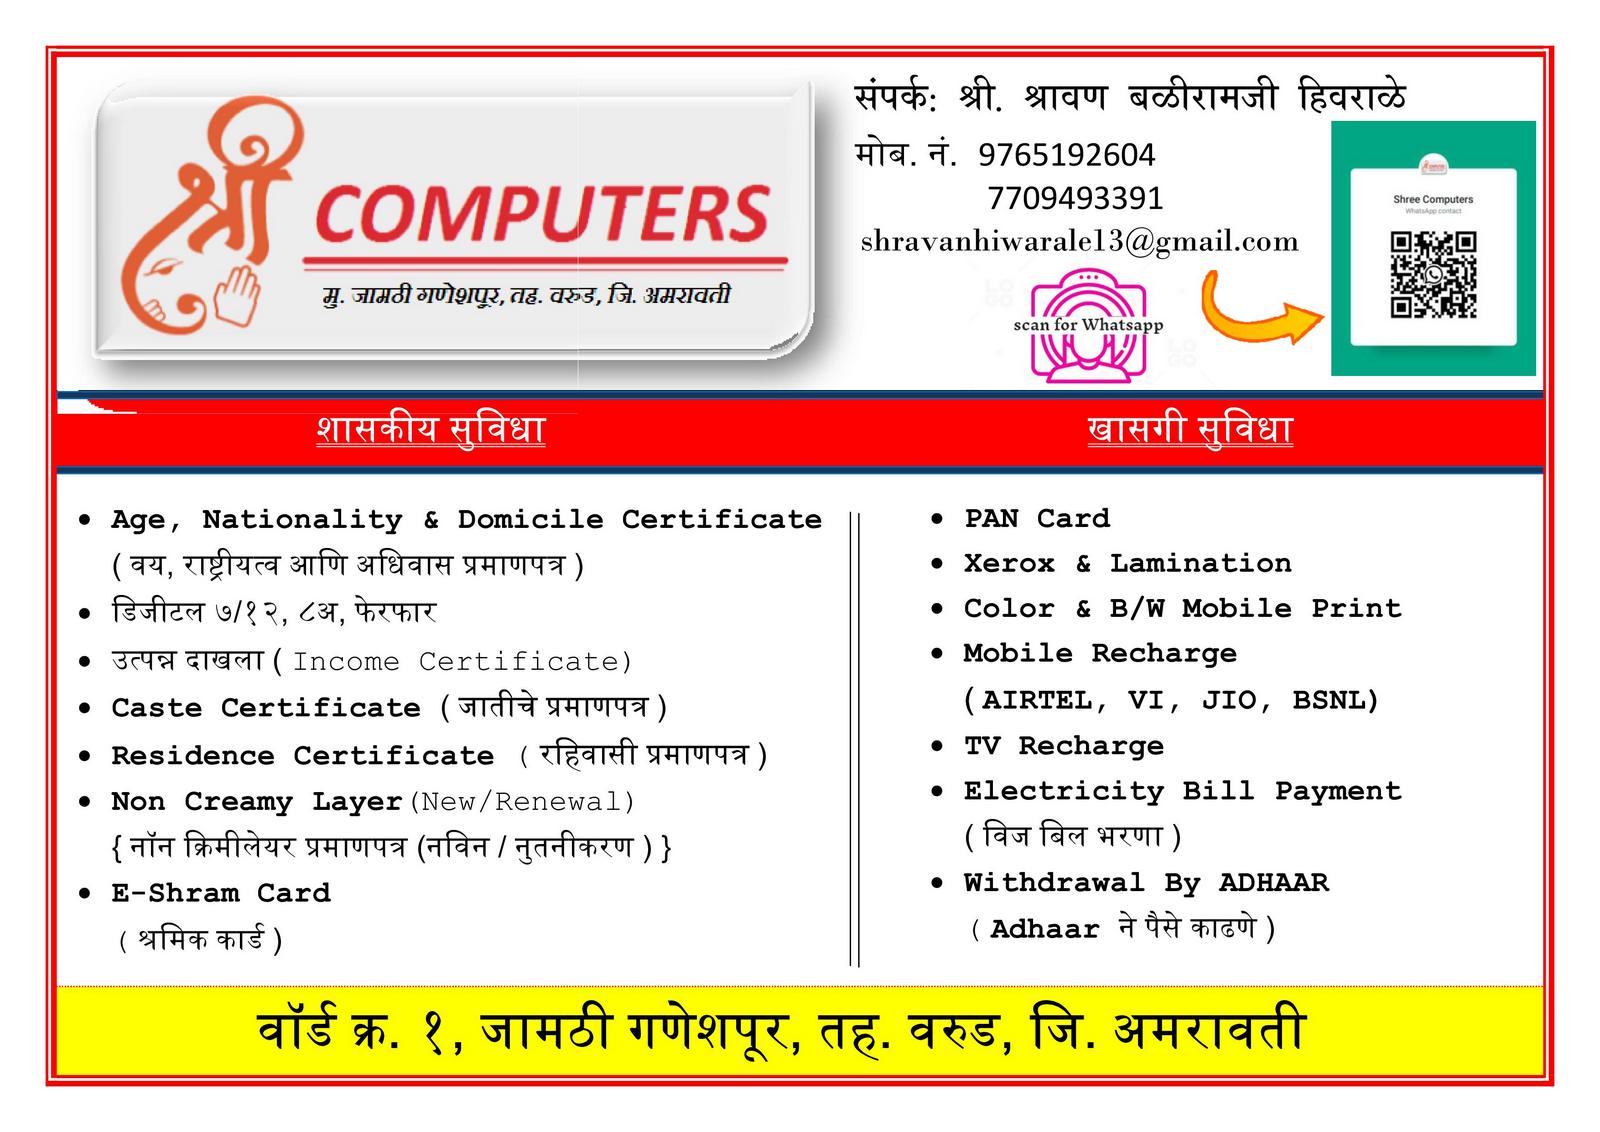 श्री COMPUTERS
मु. जामठी गणेशपूर, तह. वरुड, जि. अमरावती
संपर्क: श्री. श्रावण बळीरामजी हिवराळे
मोब. नं. 9765192604
7709493391
shravanhiwarale13@gmail.com
scan for Whatsapp
Shree Computers
WhatsApp contact
शासकीय सुविधा
• Age, Nationality & Domicile Certificate
( वय, राष्ट्रीयत्व आणि अधिवास प्रमाणपत्र )
• डिजीटल ७/१२, ८अ, फेरफार
• उत्पन्न दाखला ( Income Certificate)
• Caste Certificate ( जातीचे प्रमाणपत्र )
• Residence Certificate ( रहिवासी प्रमाणपत्र )
• Non Creamy Layer(New/Renewal)
{ नॉन क्रिमीलेयर प्रमाणपत्र (नविन / नुतनीकरण ) }
• E-Shram Card
( श्रमिक कार्ड )
खासगी सुविधा
• PAN Card
• Xerox & Lamination
• Color & B/W Mobile Print
• Mobile Recharge
( AIRTEL, VI, JIO, BSNL)
• TV Recharge
• Electricity Bill Payment
( विज बिल भरणा )
• Withdrawal By ADHAAR
( Adhaar ने पैसे काढणे )
वॉर्ड क्र. १, जामठी गणेशपूर, तह. वरुड, जि. अमरावती